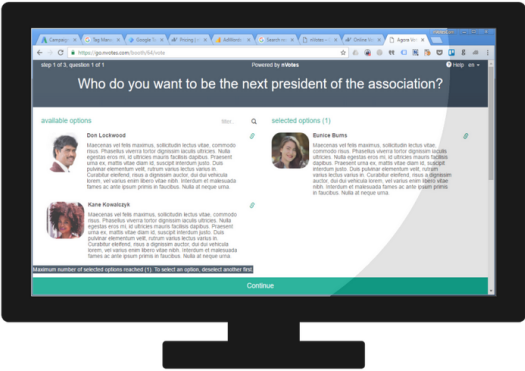 https://go.nvotes.com/booth/64/vote
step 1 of 3, question 1 of 1
Powered by nVotes
Help en
Who do you want to be the next president of the association?
available options
filter...
selected options (1)
Don Lockwood
Maecenas vel felis maximus, sollicitudin lectus vitae, commodo
risus. Phasellus viverra tortor dignissim iaculis ultricies. Nulla
egestas eros mi, id ultricies mauris facilisis dapibus. Praesent
urna ex, mattis vitae diam id, suscipit interdum justo. Duis
pulvinar elementum velit, rutrum varius lectus varius in.
Curabitur eleifend, risus a dignissim auctor, dui dui vehicula
lorem, vel varius enim libero vitae nibh. Interdum et malesuada
fames ac ante ipsum primis in faucibus. Nulla at neque urna.
Eunice Burns
Maecenas vel felis maximus, sollicitudin lectus vitae, commodo
risus. Phasellus viverra tortor dignissim iaculis ultricies. Nulla
egestas eros mi, id ultricies mauris facilisis dapibus. Praesent
urna ex, mattis vitae diam id, suscipit interdum justo. Duis
pulvinar elementum velit, rutrum
varius lectus varius in. Curabitur eleifend, risus a dignissim
auctor, dui dui vehicula lorem, vel varius enim libero vitae
nibh. Interdum et malesuada fames ac ante ipsum primis in
faucibus. Nulla at neque urna.
Kane Kowalczyk
Maecenas vel felis maximus, sollicitudin lectus vitae, commodo
risus. Phasellus viverra tortor dignissim iaculis ultricies. Nulla
egestas eros mi, id ultricies mauris facilisis dapibus. Praesent
urna ex, mattis vitae diam id, suscipit interdum justo. Duis
pulvinar elementum velit, rutrum varius lectus varius in.
Curabitur eleifend, risus a dignissim auctor, dui dui vehicula
lorem, vel varius enim libero vitae nibh. Interdum et malesuada
fames ac ante ipsum primis in faucibus. Nulla at neque urna.
Maximum number of selected options reached (1). To select an option, deselect another first.
Continue